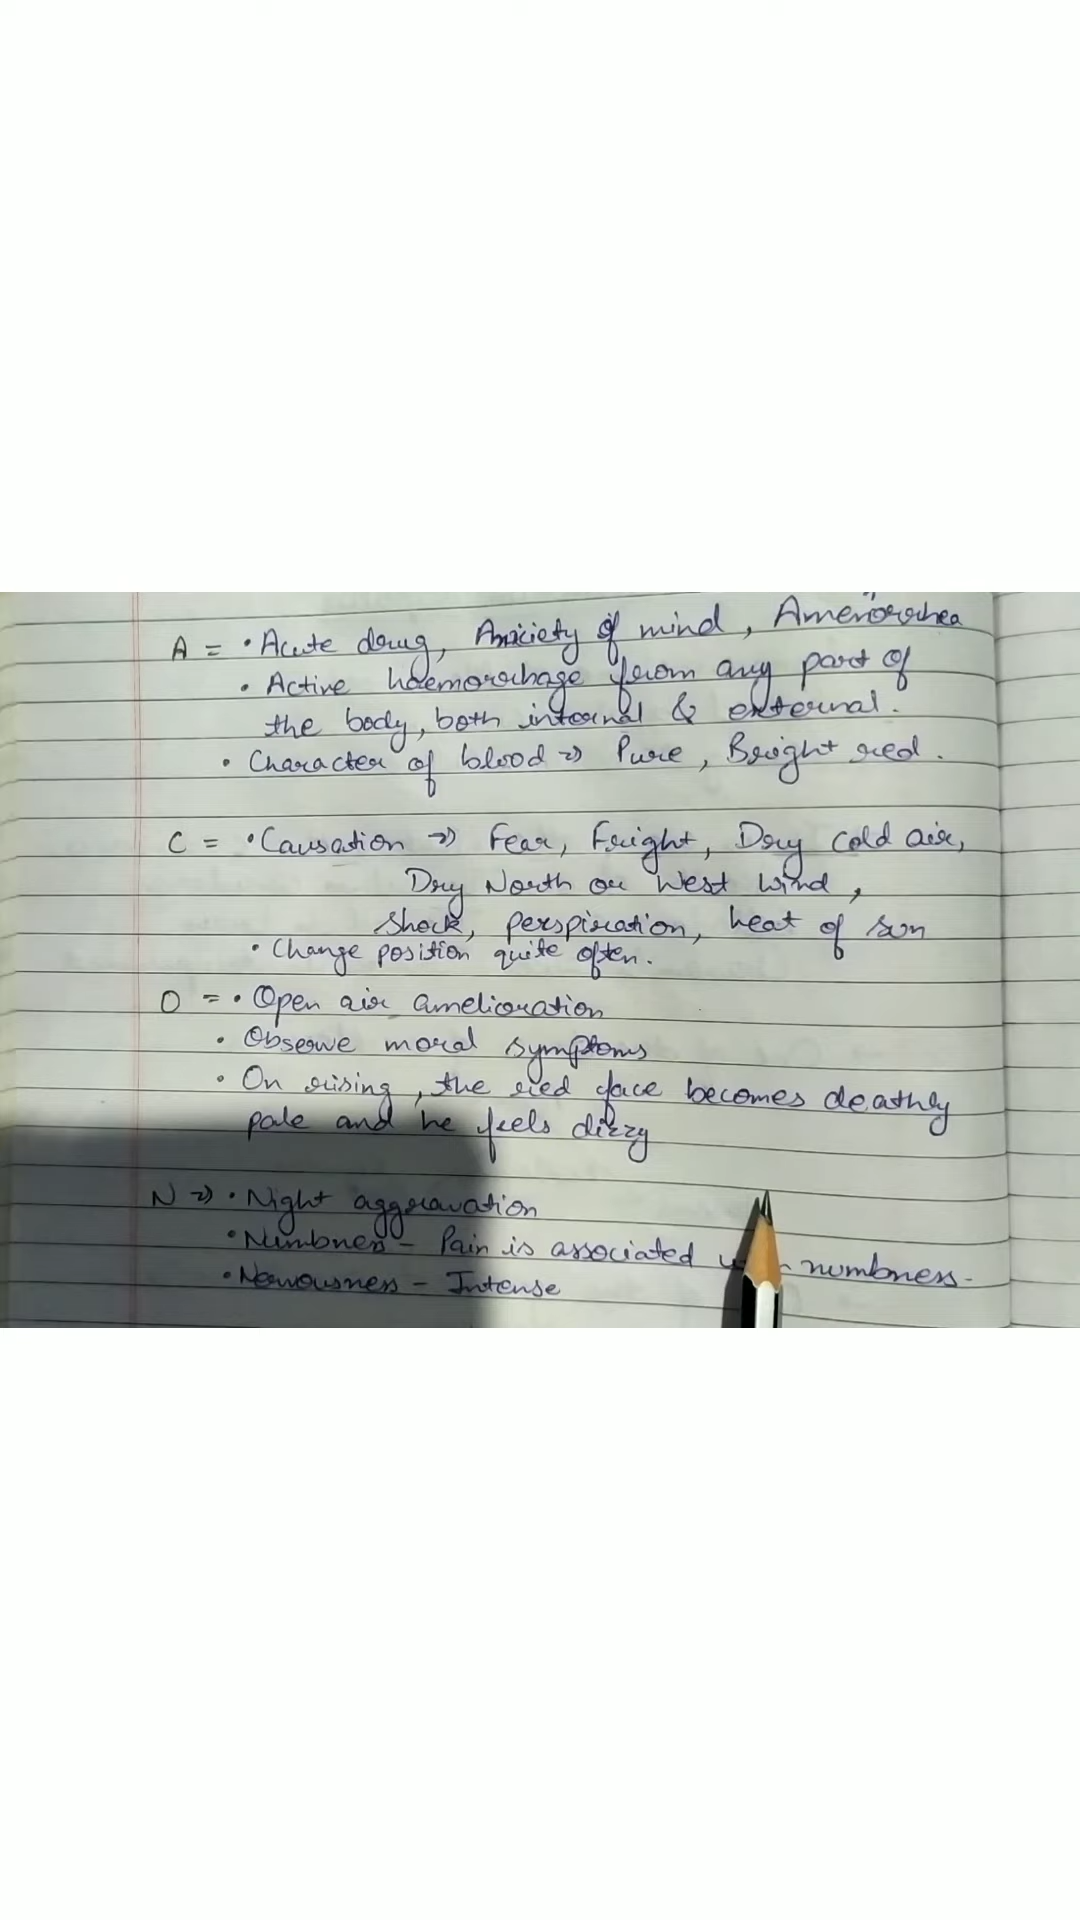 A = • Acute drug, Anxiety of mind, Amenorrhea
• Active haemorrhage from any part of
the body, both internal & external.
• Character of blood ⇒ Pure, Bright red.
C = • Causation ⇒ Fear, Fright, Dry cold air,
Dry North or West Wind,
Shock, perspiration, heat of sun
• Change position quite often.
O = • Open air amelioration
• Observe moral symptoms
• On rising, the red face becomes deathly
pale and he feels dizzy
N ⇒ • Night aggravation
• Numbness - Pain is associated numbness-
• Nervousness - Intense